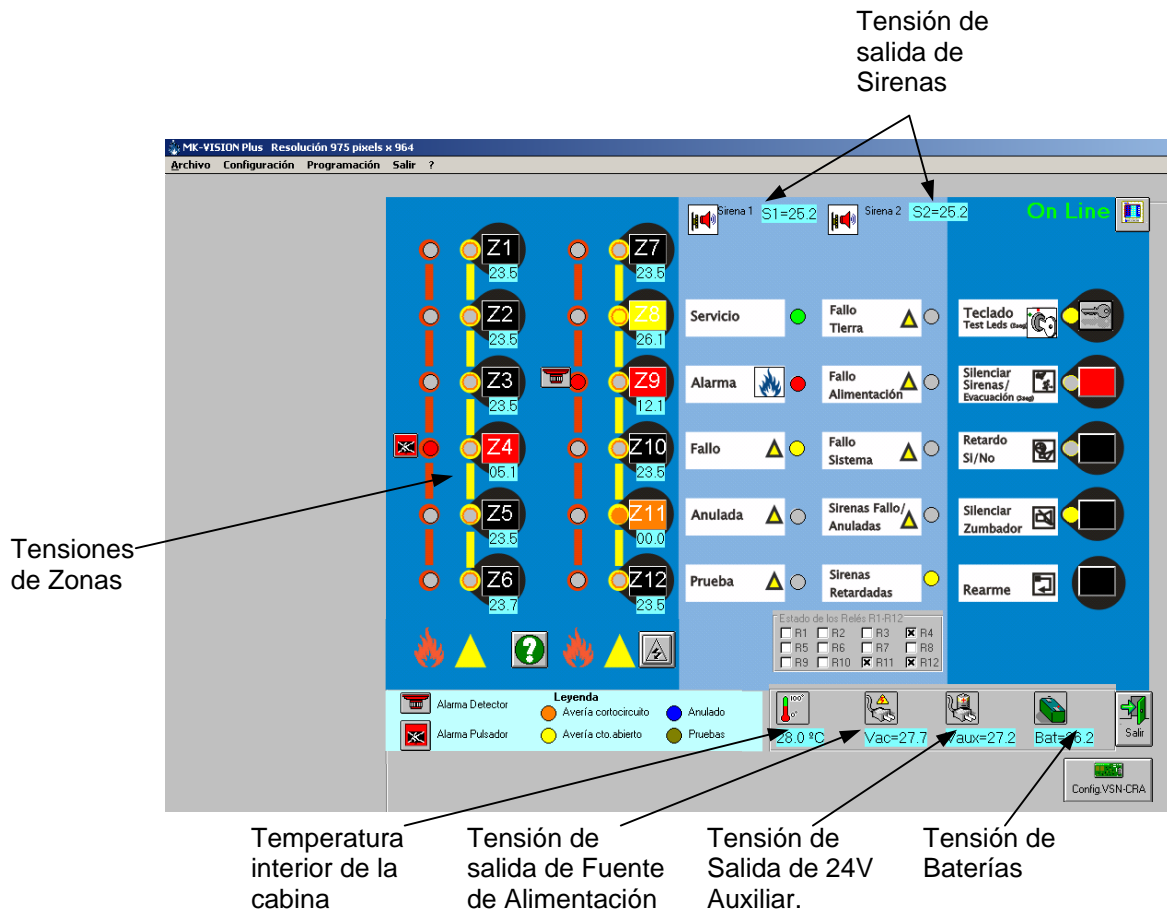 Tensión de
salida de
Sirenas
MK-VISION Plus Resolución 975 pixels x 964
Archivo Configuración Programación Salir ?
Sirena 1
S1=25.2
Sirena 2
S2=25.2
On Line
Z1
23.5
Z7
23.5
Z2
23.5
Z8
26.1
Z3
23.5
Z9
12.1
Z4
05.1
Z10
23.5
Z5
23.5
Z11
00.0
Z6
23.7
Z12
23.5
Servicio
Fallo
Tierra
Teclado
Test Leds (3seg)
Alarma
Fallo
Alimentación
Silenciar
Sirenas/
Evacuación (3seg)
Fallo
Fallo
Sistema
Retardo
Si/No
Anulada
Sirenas Fallo/
Anuladas
Silenciar
Zumbador
Prueba
Sirenas
Retardadas
Rearme
Estado de los Relés R1-R12
R1 R2 R3 R4
R5 R6 R7 R8
R9 R10 R11 R12
Tensiones
de Zonas
Leyenda
Alarma Detector
Avería cortocircuito
Anulado
Alarma Pulsador
Avería cto.abierto
Pruebas
100°
0°
28.0 ºC
Vac=27.7
Vaux=27.2
Bat=26.2
Salir
Config.VSN-CRA
Temperatura
interior de la
cabina
Tensión de
salida de Fuente
de Alimentación
Tensión de
Salida de 24V
Auxiliar.
Tensión de
Baterías